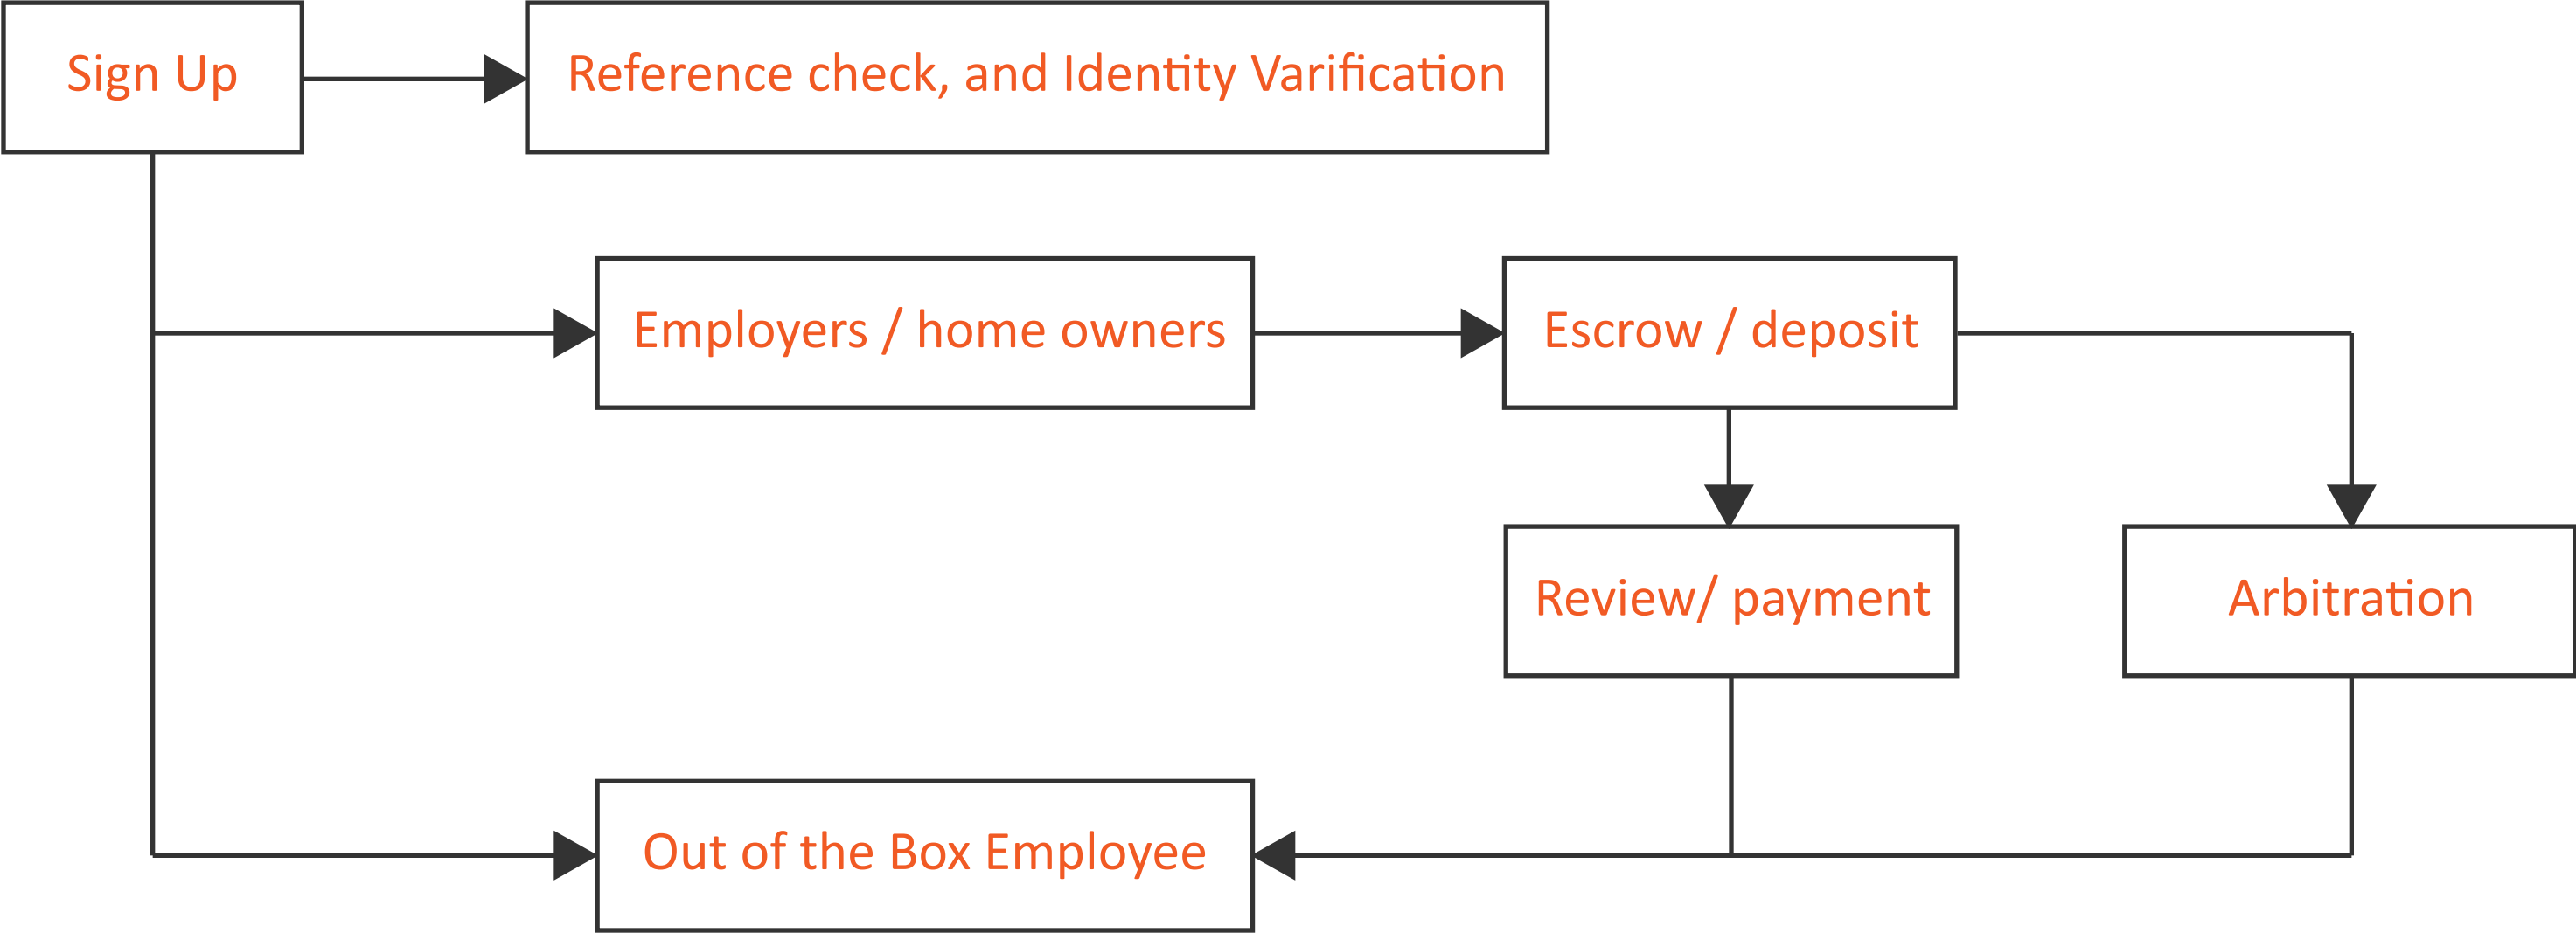 Sign Up
Reference check, and Identity Varification
Employers / home owners
Escrow / deposit
Review/ payment
Arbitration
Out of the Box Employee